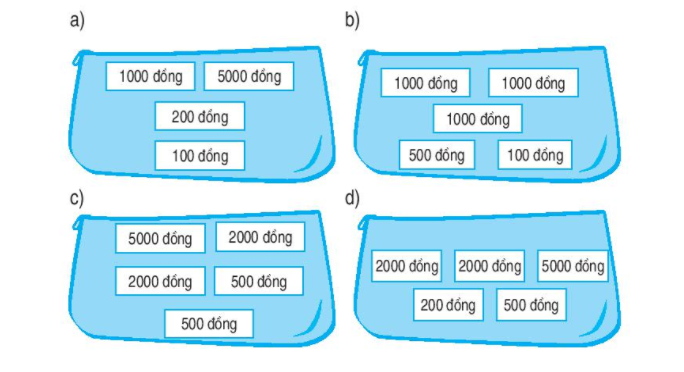 a)
1000 đồng 5000 đồng
200 đồng
100 đồng
b)
1000 đồng 1000 đồng
1000 đồng
500 đồng 100 đồng
c)
5000 đồng 2000 đồng
2000 đồng 500 đồng
500 đồng
d)
2000 đồng 2000 đồng 5000 đồng
200 đồng 500 đồng